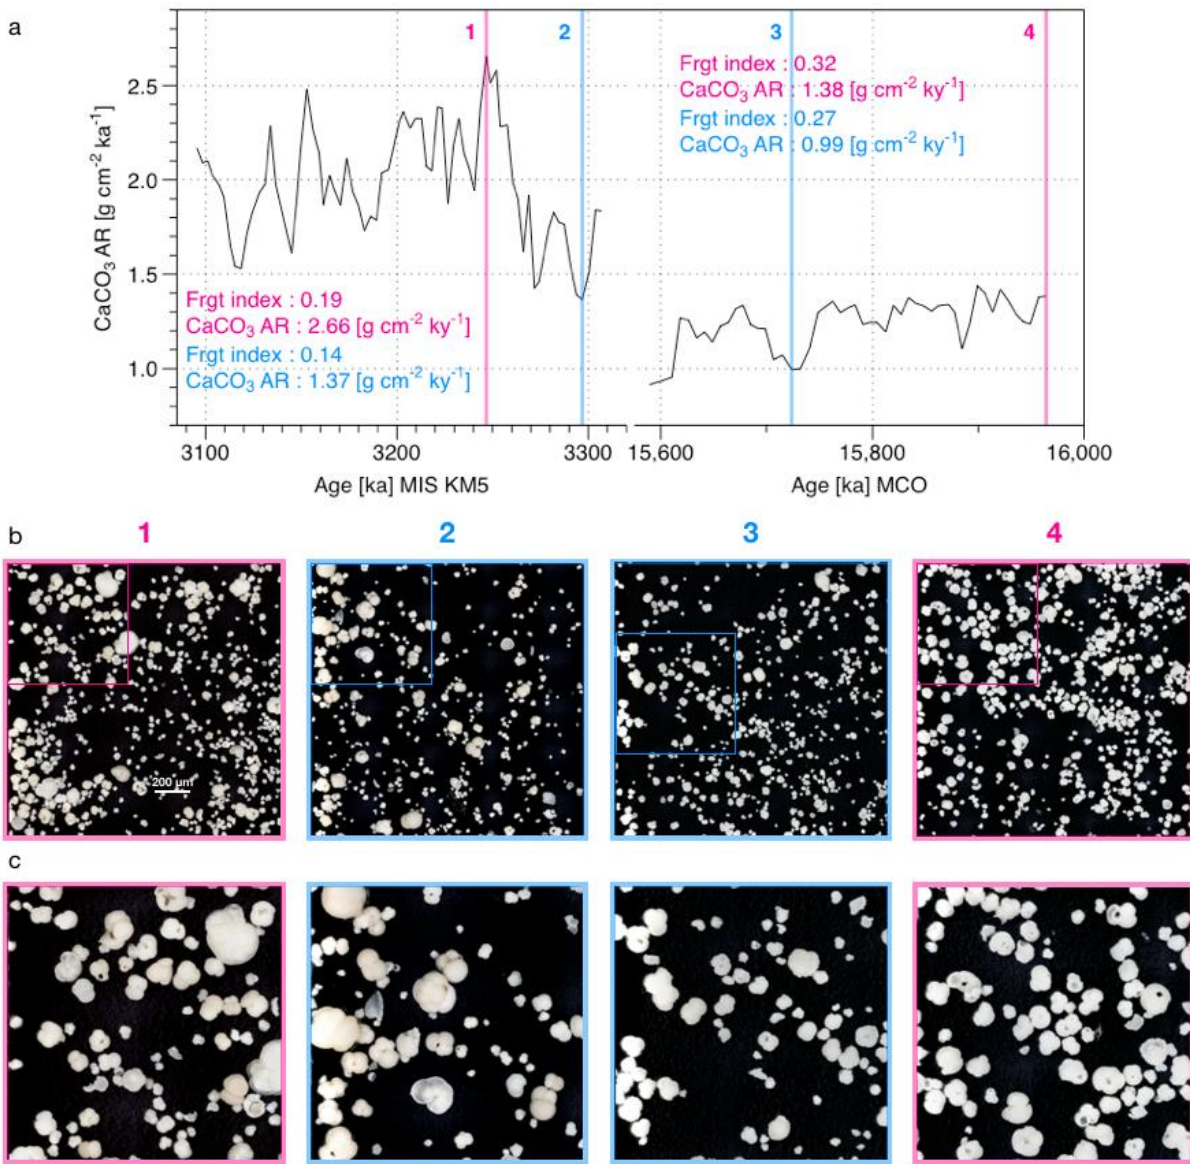 a
1
2
3
4
Frgt index : 0.32
CaCO₃ AR : 1.38 [g cm⁻² ky⁻¹]
Frgt index : 0.27
CaCO₃ AR : 0.99 [g cm⁻² ky⁻¹]
2.5
2.0
1.5
1.0
CaCO₃ AR [g cm⁻² ka⁻¹]
Frgt index : 0.19
CaCO₃ AR : 2.66 [g cm⁻² ky⁻¹]
Frgt index : 0.14
CaCO₃ AR : 1.37 [g cm⁻² ky⁻¹]
3100
3200
3300
15,600
15,800
16,000
Age [ka] MIS KM5
Age [ka] MCO
b
1
2
3
4
200 µm
c